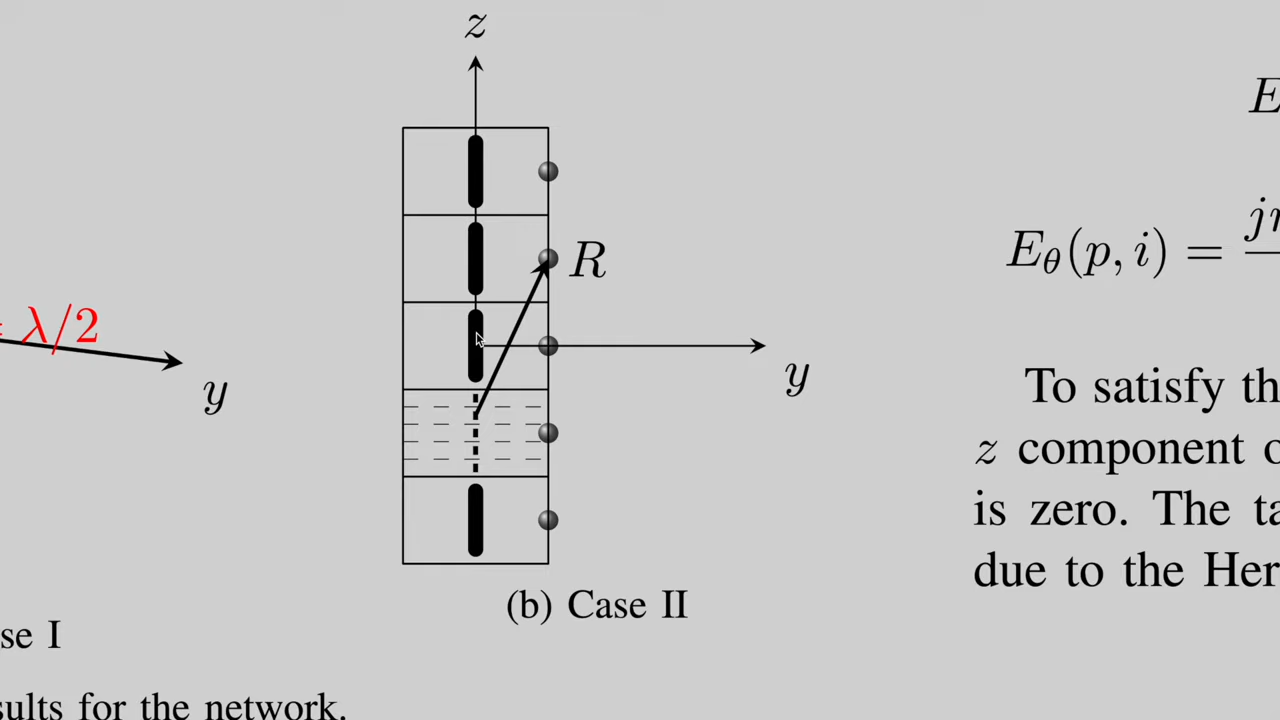 z
R
y
(b) Case II
= λ/2
y
se I
sults for the network.
E
E_θ(p, i) =
To satisfy th
z component o
is zero. The ta
due to the Her